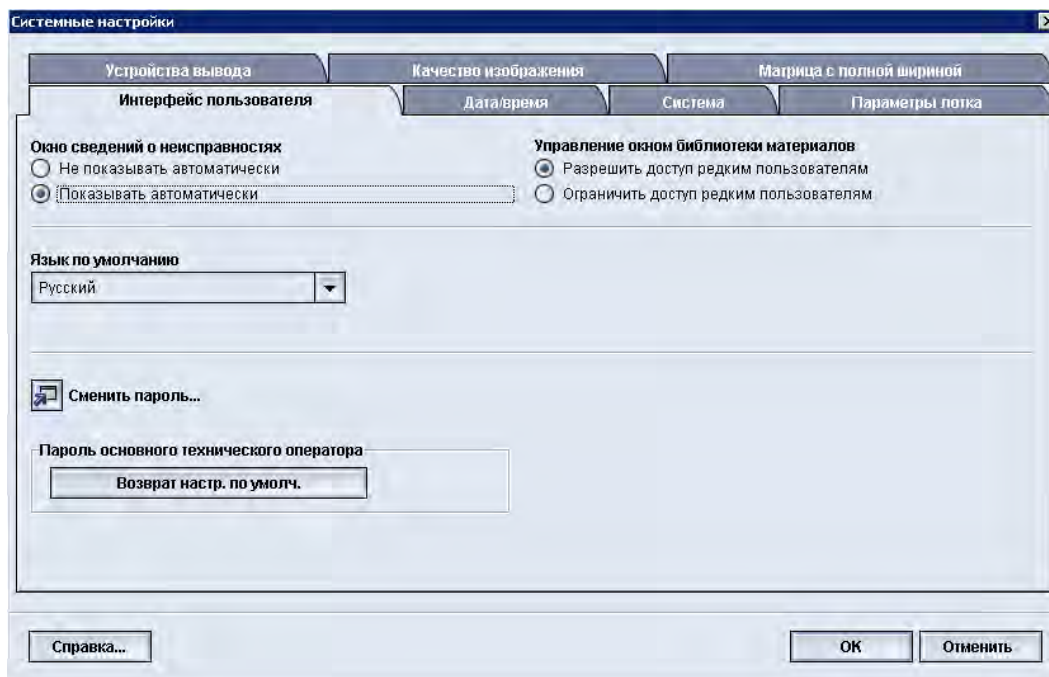 Системные настройки
Устройства вывода
Качество изображения
Матрица с полной шириной
Интерфейс пользователя
Дата/время
Система
Параметры лотка
Окно сведений о неисправностях
Не показывать автоматически
Показывать автоматически
Управление окном библиотеки материалов
Разрешить доступ редким пользователям
Ограничить доступ редким пользователям
Язык по умолчанию
Русский
Сменить пароль...
Пароль основного технического оператора
Возврат настр. по умолч.
Справка...
OK
Отменить